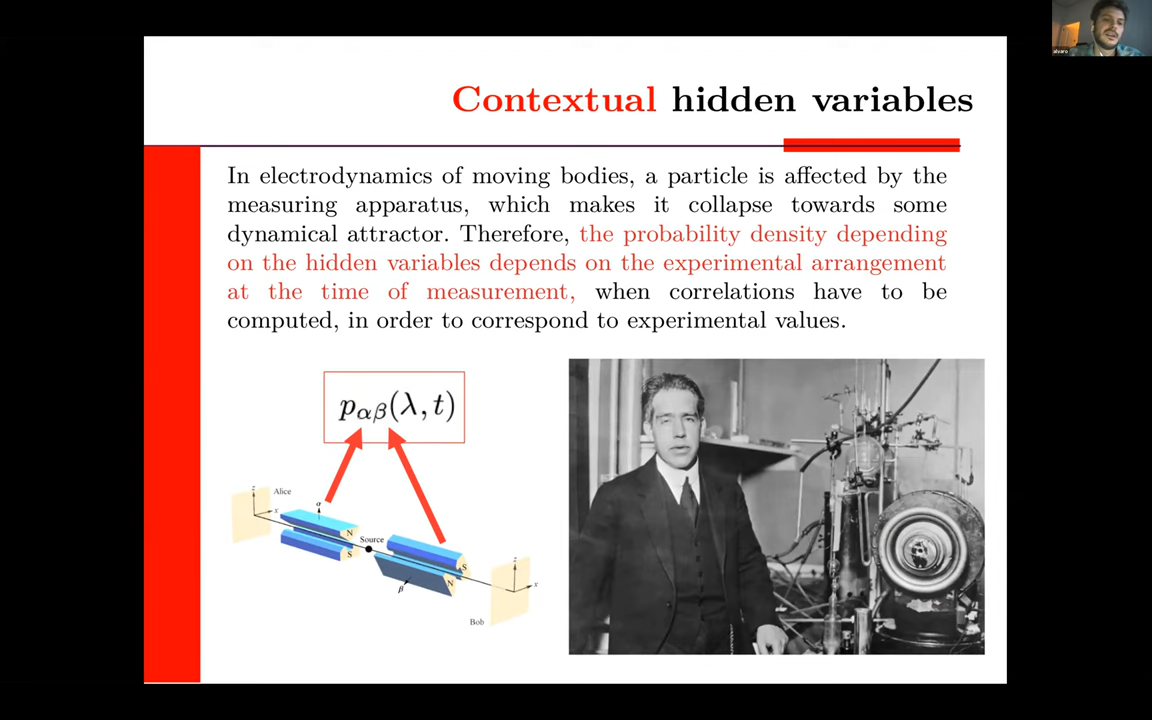 alvaro
Contextual hidden variables
In electrodynamics of moving bodies, a particle is affected by the
measuring apparatus, which makes it collapse towards some
dynamical attractor. Therefore, the probability density depending
on the hidden variables depends on the experimental arrangement
at the time of measurement, when correlations have to be
computed, in order to correspond to experimental values.
pαβ(λ, t)
z
Alice
x
α
N
S
Source
S
N
β
z
x
Bob